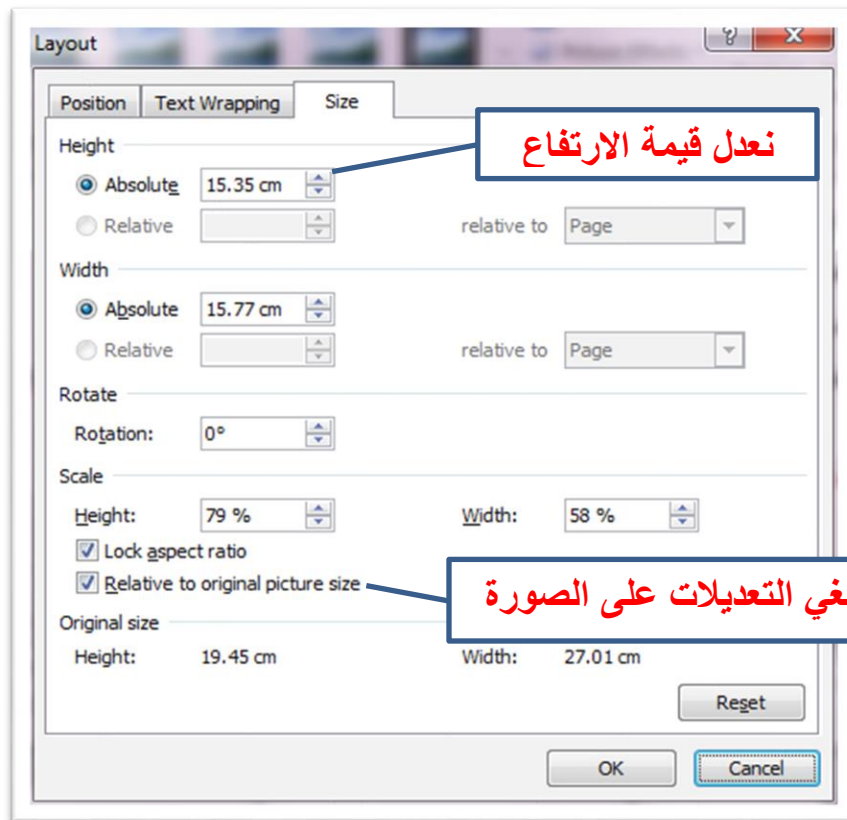 Layout
Position Text Wrapping Size
Height
نعدل قيمة الارتفاع
Absolute 15.35 cm
Relative relative to Page
Width
Absolute 15.77 cm
Relative relative to Page
Rotate
Rotation: 0°
Scale
Height: 79 % Width: 58 %
Lock aspect ratio
Relative to original picture size
التعديلات على الصورة
Original size
Height: 19.45 cm Width: 27.01 cm
Reset
OK Cancel